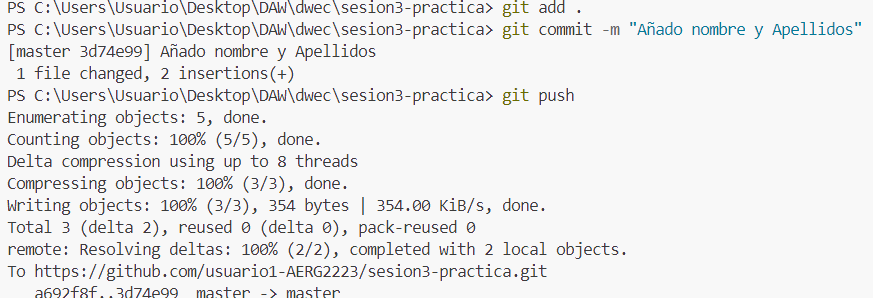 PS C:\Users\Usuario\Desktop\DAW\dwec\sesion3-practica> git add .
PS C:\Users\Usuario\Desktop\DAW\dwec\sesion3-practica> git commit -m "Añado nombre y Apellidos"
[master 3d74e99] Añado nombre y Apellidos
 1 file changed, 2 insertions(+)
PS C:\Users\Usuario\Desktop\DAW\dwec\sesion3-practica> git push
Enumerating objects: 5, done.
Counting objects: 100% (5/5), done.
Delta compression using up to 8 threads
Compressing objects: 100% (3/3), done.
Writing objects: 100% (3/3), 354 bytes | 354.00 KiB/s, done.
Total 3 (delta 2), reused 0 (delta 0), pack-reused 0
remote: Resolving deltas: 100% (2/2), completed with 2 local objects.
To https://github.com/usuario1-AERG2223/sesion3-practica.git
   a692f8f..3d74e99  master -> master